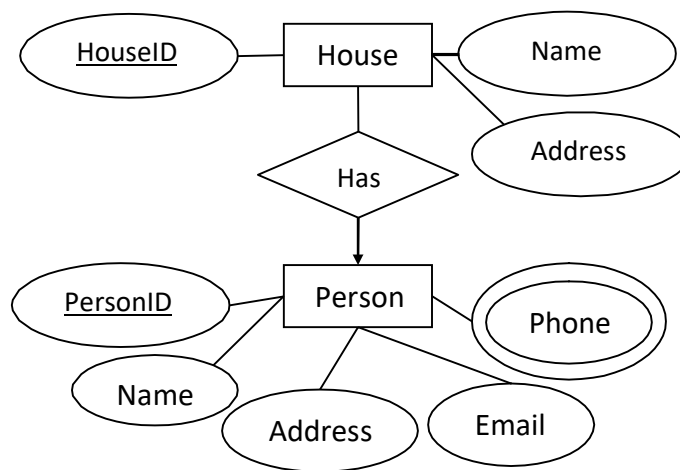 HouseID
House
Name
Address
Has
PersonID
Person
Phone
Name
Address
Email